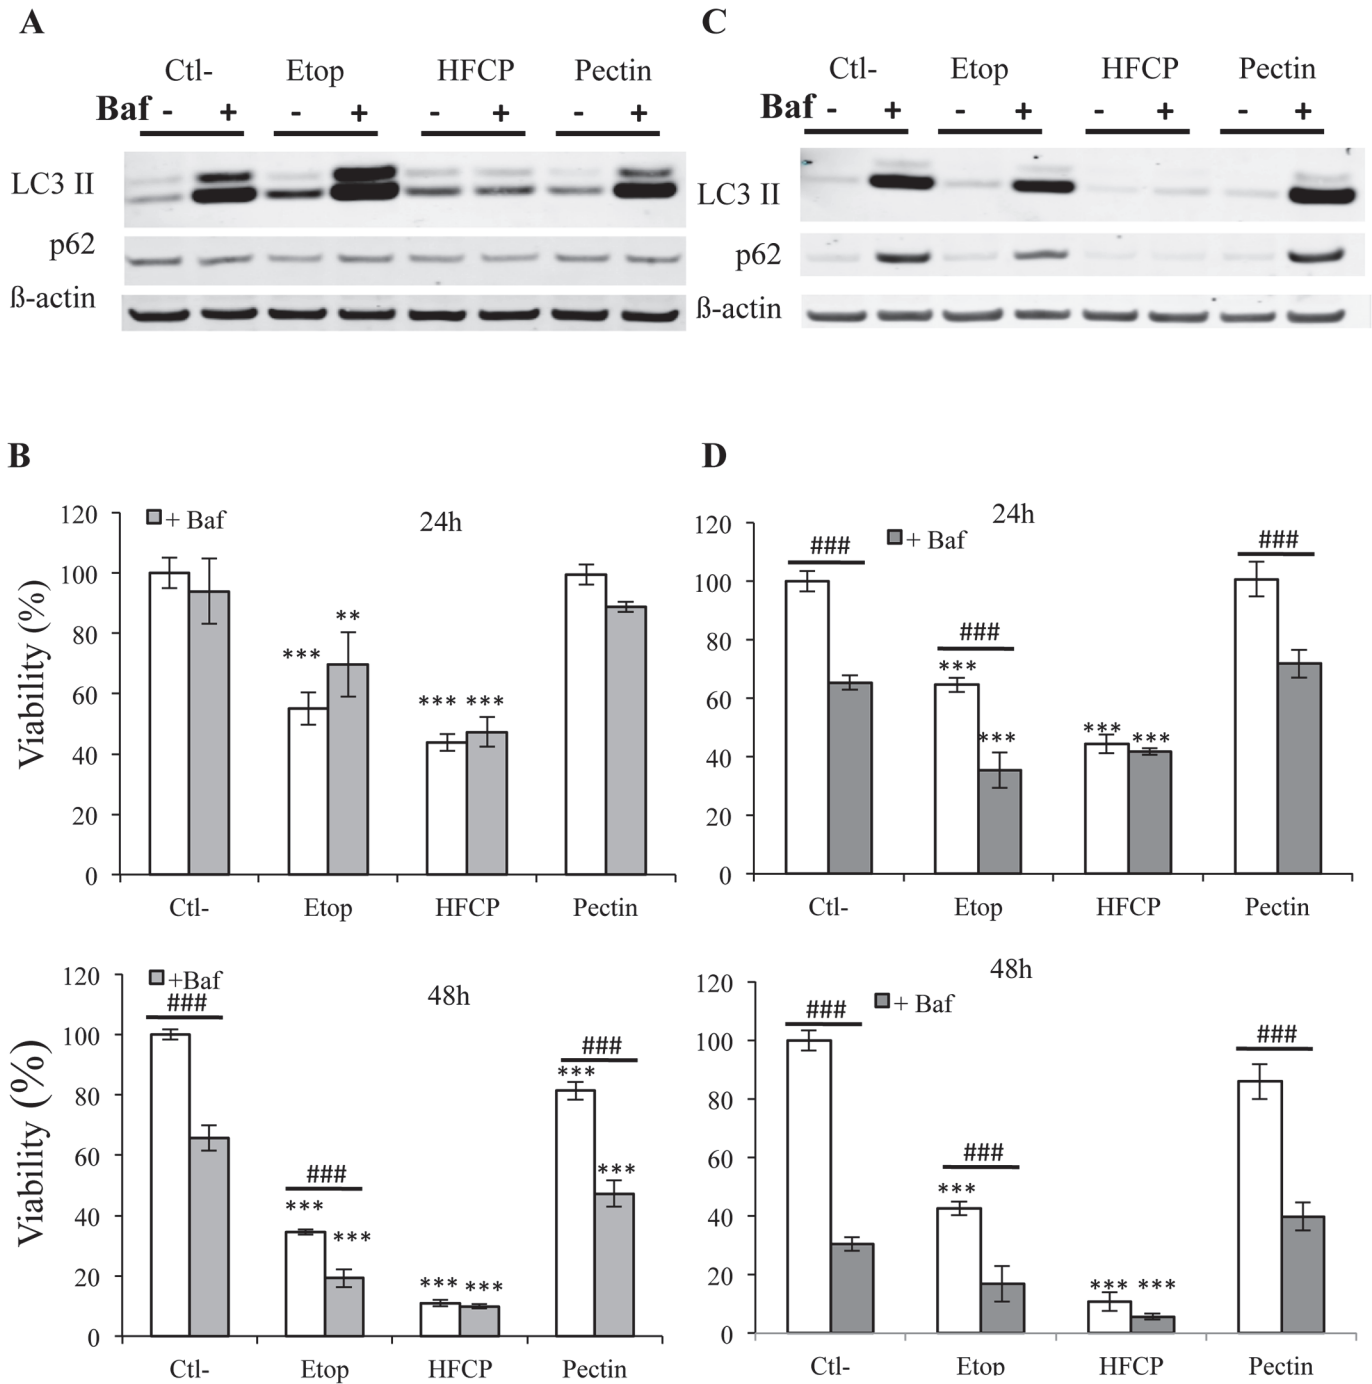 A
Ctl- Etop HFCP Pectin
Baf - + - + - + - +
LC3 II
p62
ß-actin
C
Ctl- Etop HFCP Pectin
Baf - + - + - + - +
LC3 II
p62
ß-actin
B
+ Baf
24h
Viability (%)
120
100
80
60
40
20
0
***
**
*** ***
Ctl- Etop HFCP Pectin
+Baf
48h
Viability (%)
120
100
80
60
40
20
0
###
###
***
***
*** ***
###
***
***
Ctl- Etop HFCP Pectin
D
24h
+ Baf
120
100
80
60
40
20
0
###
###
***
***
*** ***
###
Ctl- Etop HFCP Pectin
48h
+ Baf
120
100
80
60
40
20
0
###
###
***
*** ***
###
Ctl- Etop HFCP Pectin